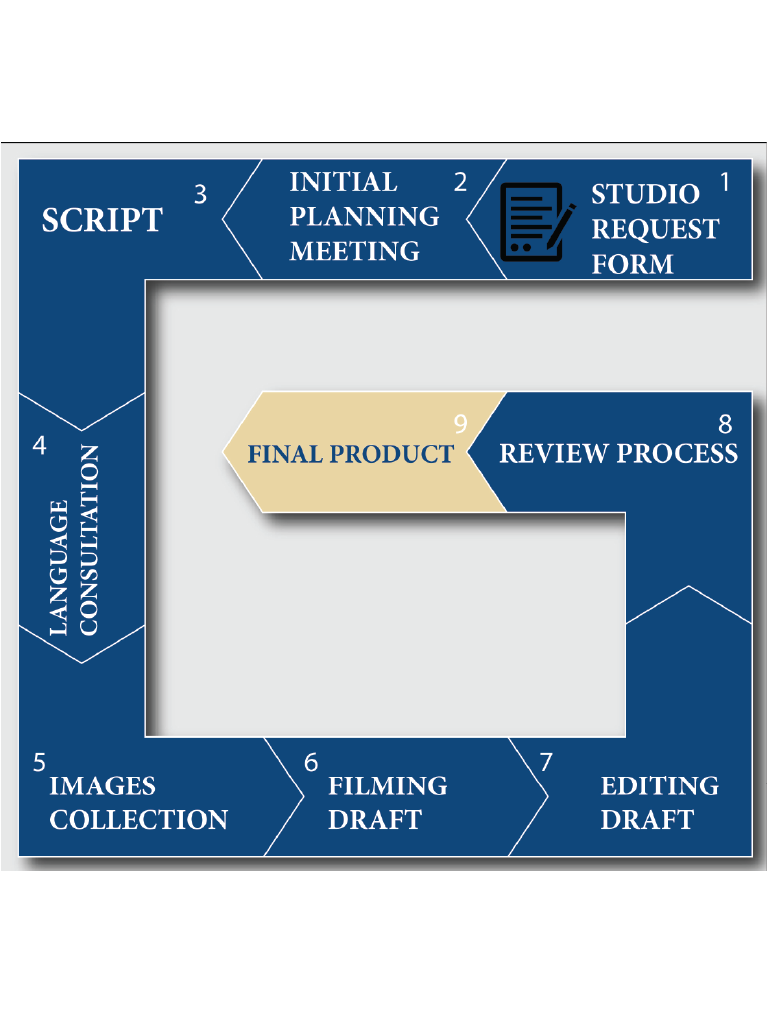 1
STUDIO
REQUEST
FORM
2
INITIAL
PLANNING
MEETING
3
SCRIPT
4
LANGUAGE
CONSULTATION
5
IMAGES
COLLECTION
6
FILMING
DRAFT
7
EDITING
DRAFT
8
REVIEW PROCESS
9
FINAL PRODUCT